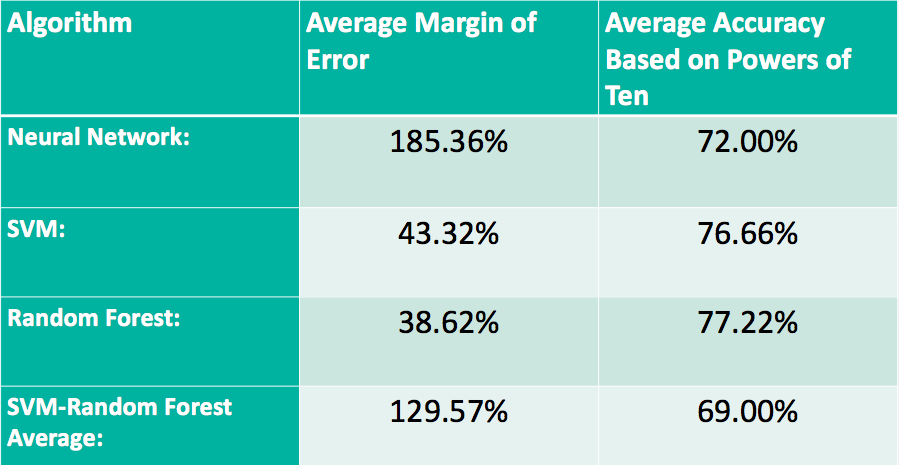 Algorithm
Average Margin of
Error
Average Accuracy
Based on Powers of
Ten
Neural Network:
185.36%
72.00%
SVM:
43.32%
76.66%
Random Forest:
38.62%
77.22%
SVM-Random Forest
Average:
129.57%
69.00%